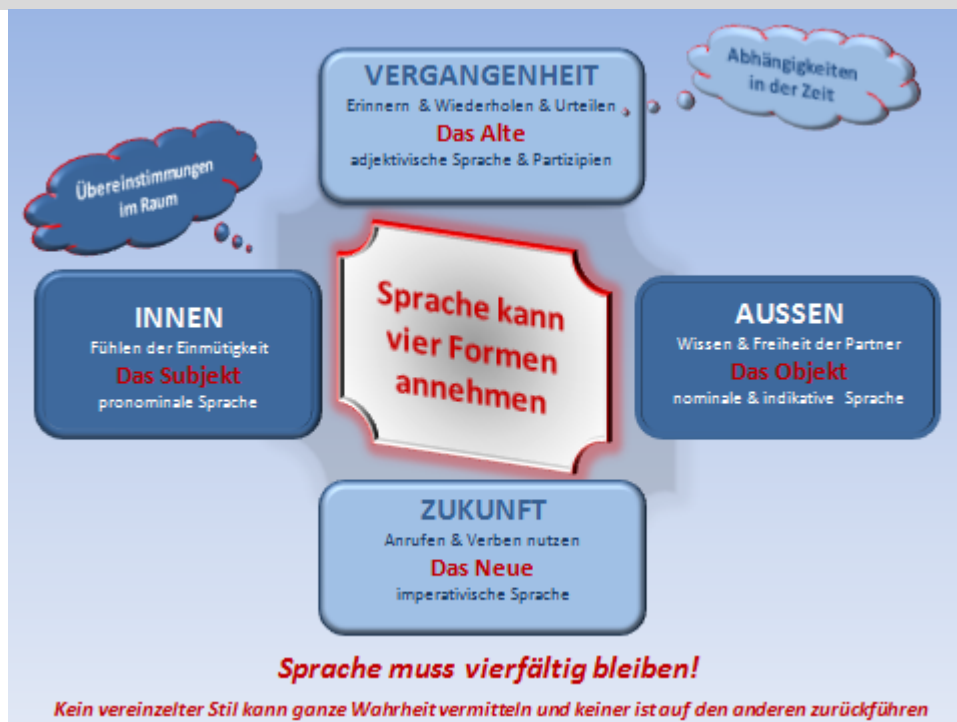 VERGANGENHEIT
Erinnern & Wiederholen & Urteilen
Das Alte
adjektivische Sprache & Partizipien
Abhängigkeiten
in der Zeit
Übereinstimmungen
im Raum
INNEN
Fühlen der Einmütigkeit
Das Subjekt
pronominale Sprache
Sprache kann
vier Formen
annehmen
AUSSEN
Wissen & Freiheit der Partner
Das Objekt
nominale & indikative Sprache
ZUKUNFT
Anrufen & Verben nutzen
Das Neue
imperativische Sprache
Sprache muss vierfältig bleiben!
Kein vereinzelter Stil kann ganze Wahrheit vermitteln und keiner ist auf den anderen zurückführen